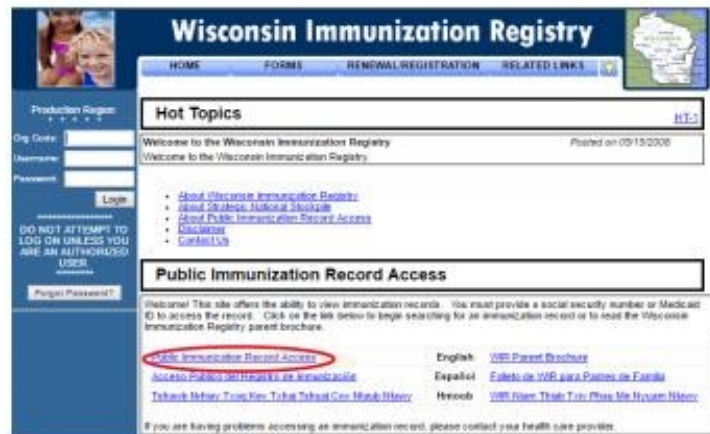 Wisconsin Immunization Registry
HOME FORMS RENEWAL/REGISTRATION RELATED LINKS
Production Region
Org Code:
Username:
Password:
Login
DO NOT ATTEMPT TO
LOG ON UNLESS YOU
ARE AN AUTHORIZED
USER.
Forgot Password?
Hot Topics
HT-1
Welcome to the Wisconsin Immunization Registry Posted on 09/15/2008
Welcome to the Wisconsin Immunization Registry.
About Wisconsin Immunization Registry
About Strategic National Stockpile
About Public Immunization Record Access
Disclaimer
Contact Us
Public Immunization Record Access
Welcome! This site offers the ability to view immunization records. You must provide a social security number or Medicaid
ID to access the record. Click on the link below to begin searching for an immunization record or to read the Wisconsin
Immunization Registry parent brochure.
Public Immunization Record Access English WIR Parent Brochure
Acceso Público del Registro de Inmunización Español Folleto de WIR para Padres de Familia
Hmoob
If you are having problems accessing an immunization record, please contact your health care provider.